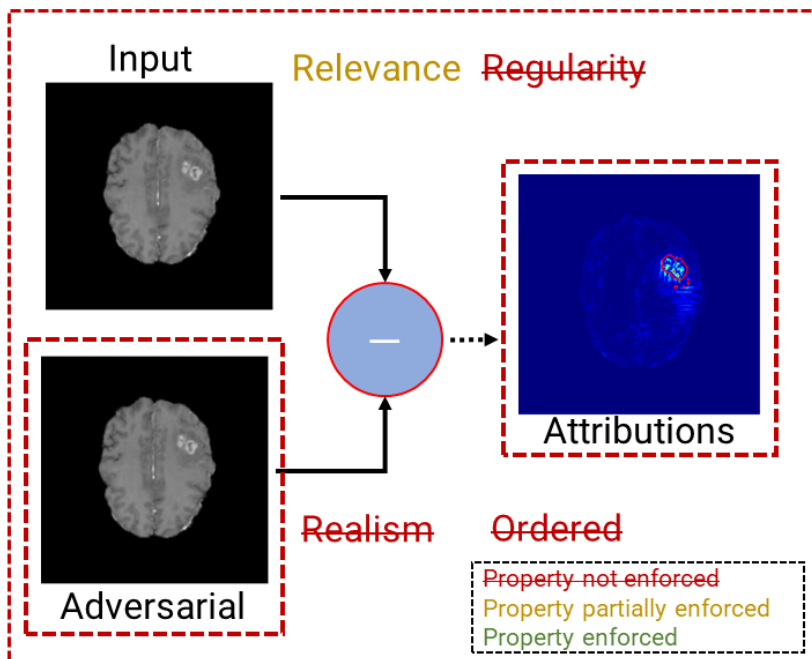 Input
Relevance Regularity
Attributions
Adversarial
Realism Ordered
Property not enforced
Property partially enforced
Property enforced